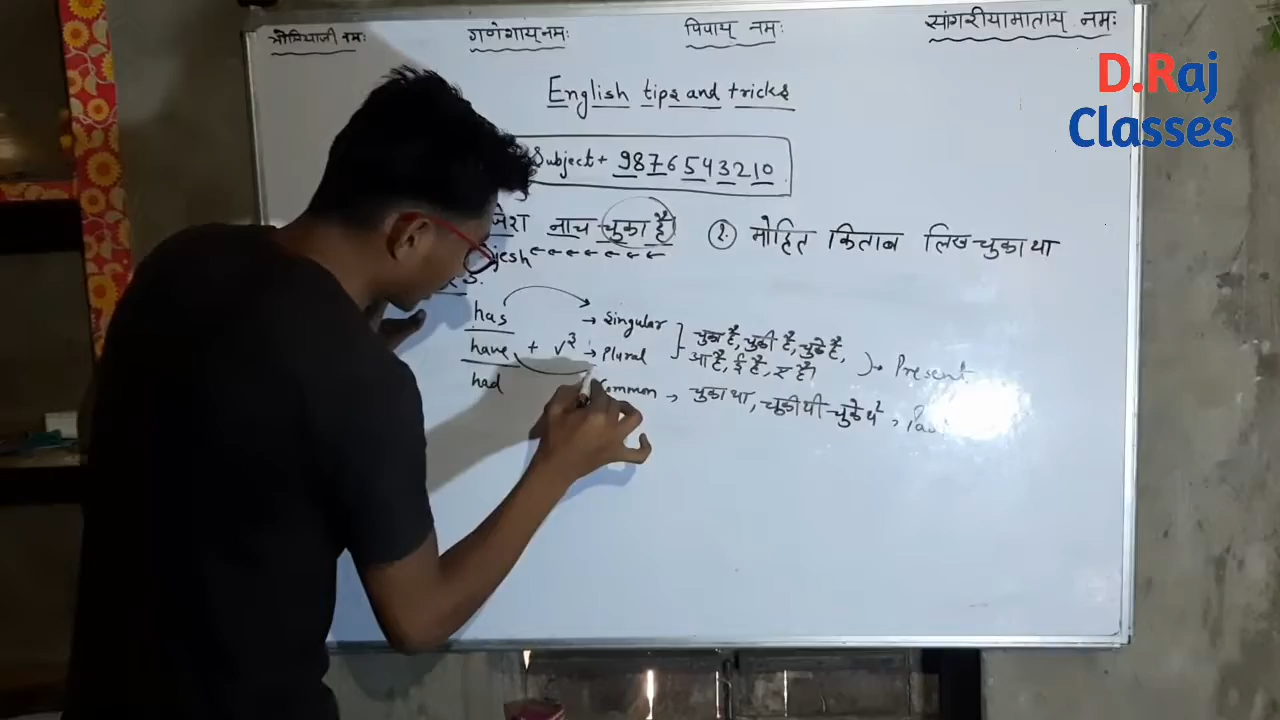 गणेशाय् नमः
पिपाय् नमः
सांगरीयामाताय् नमः
D.Raj
Classes
English tips and tricks
Subject + 9876543210
जेश नाच चुका है
② मोहित किताब लिख चुका था
jesh
has → Singular
have + V³ → Plural
had Common → चुका था, चुकी थी चुके थे,
चुका है, चुकी है, चुके है,
आ है, ई है, ए है।
→ Present